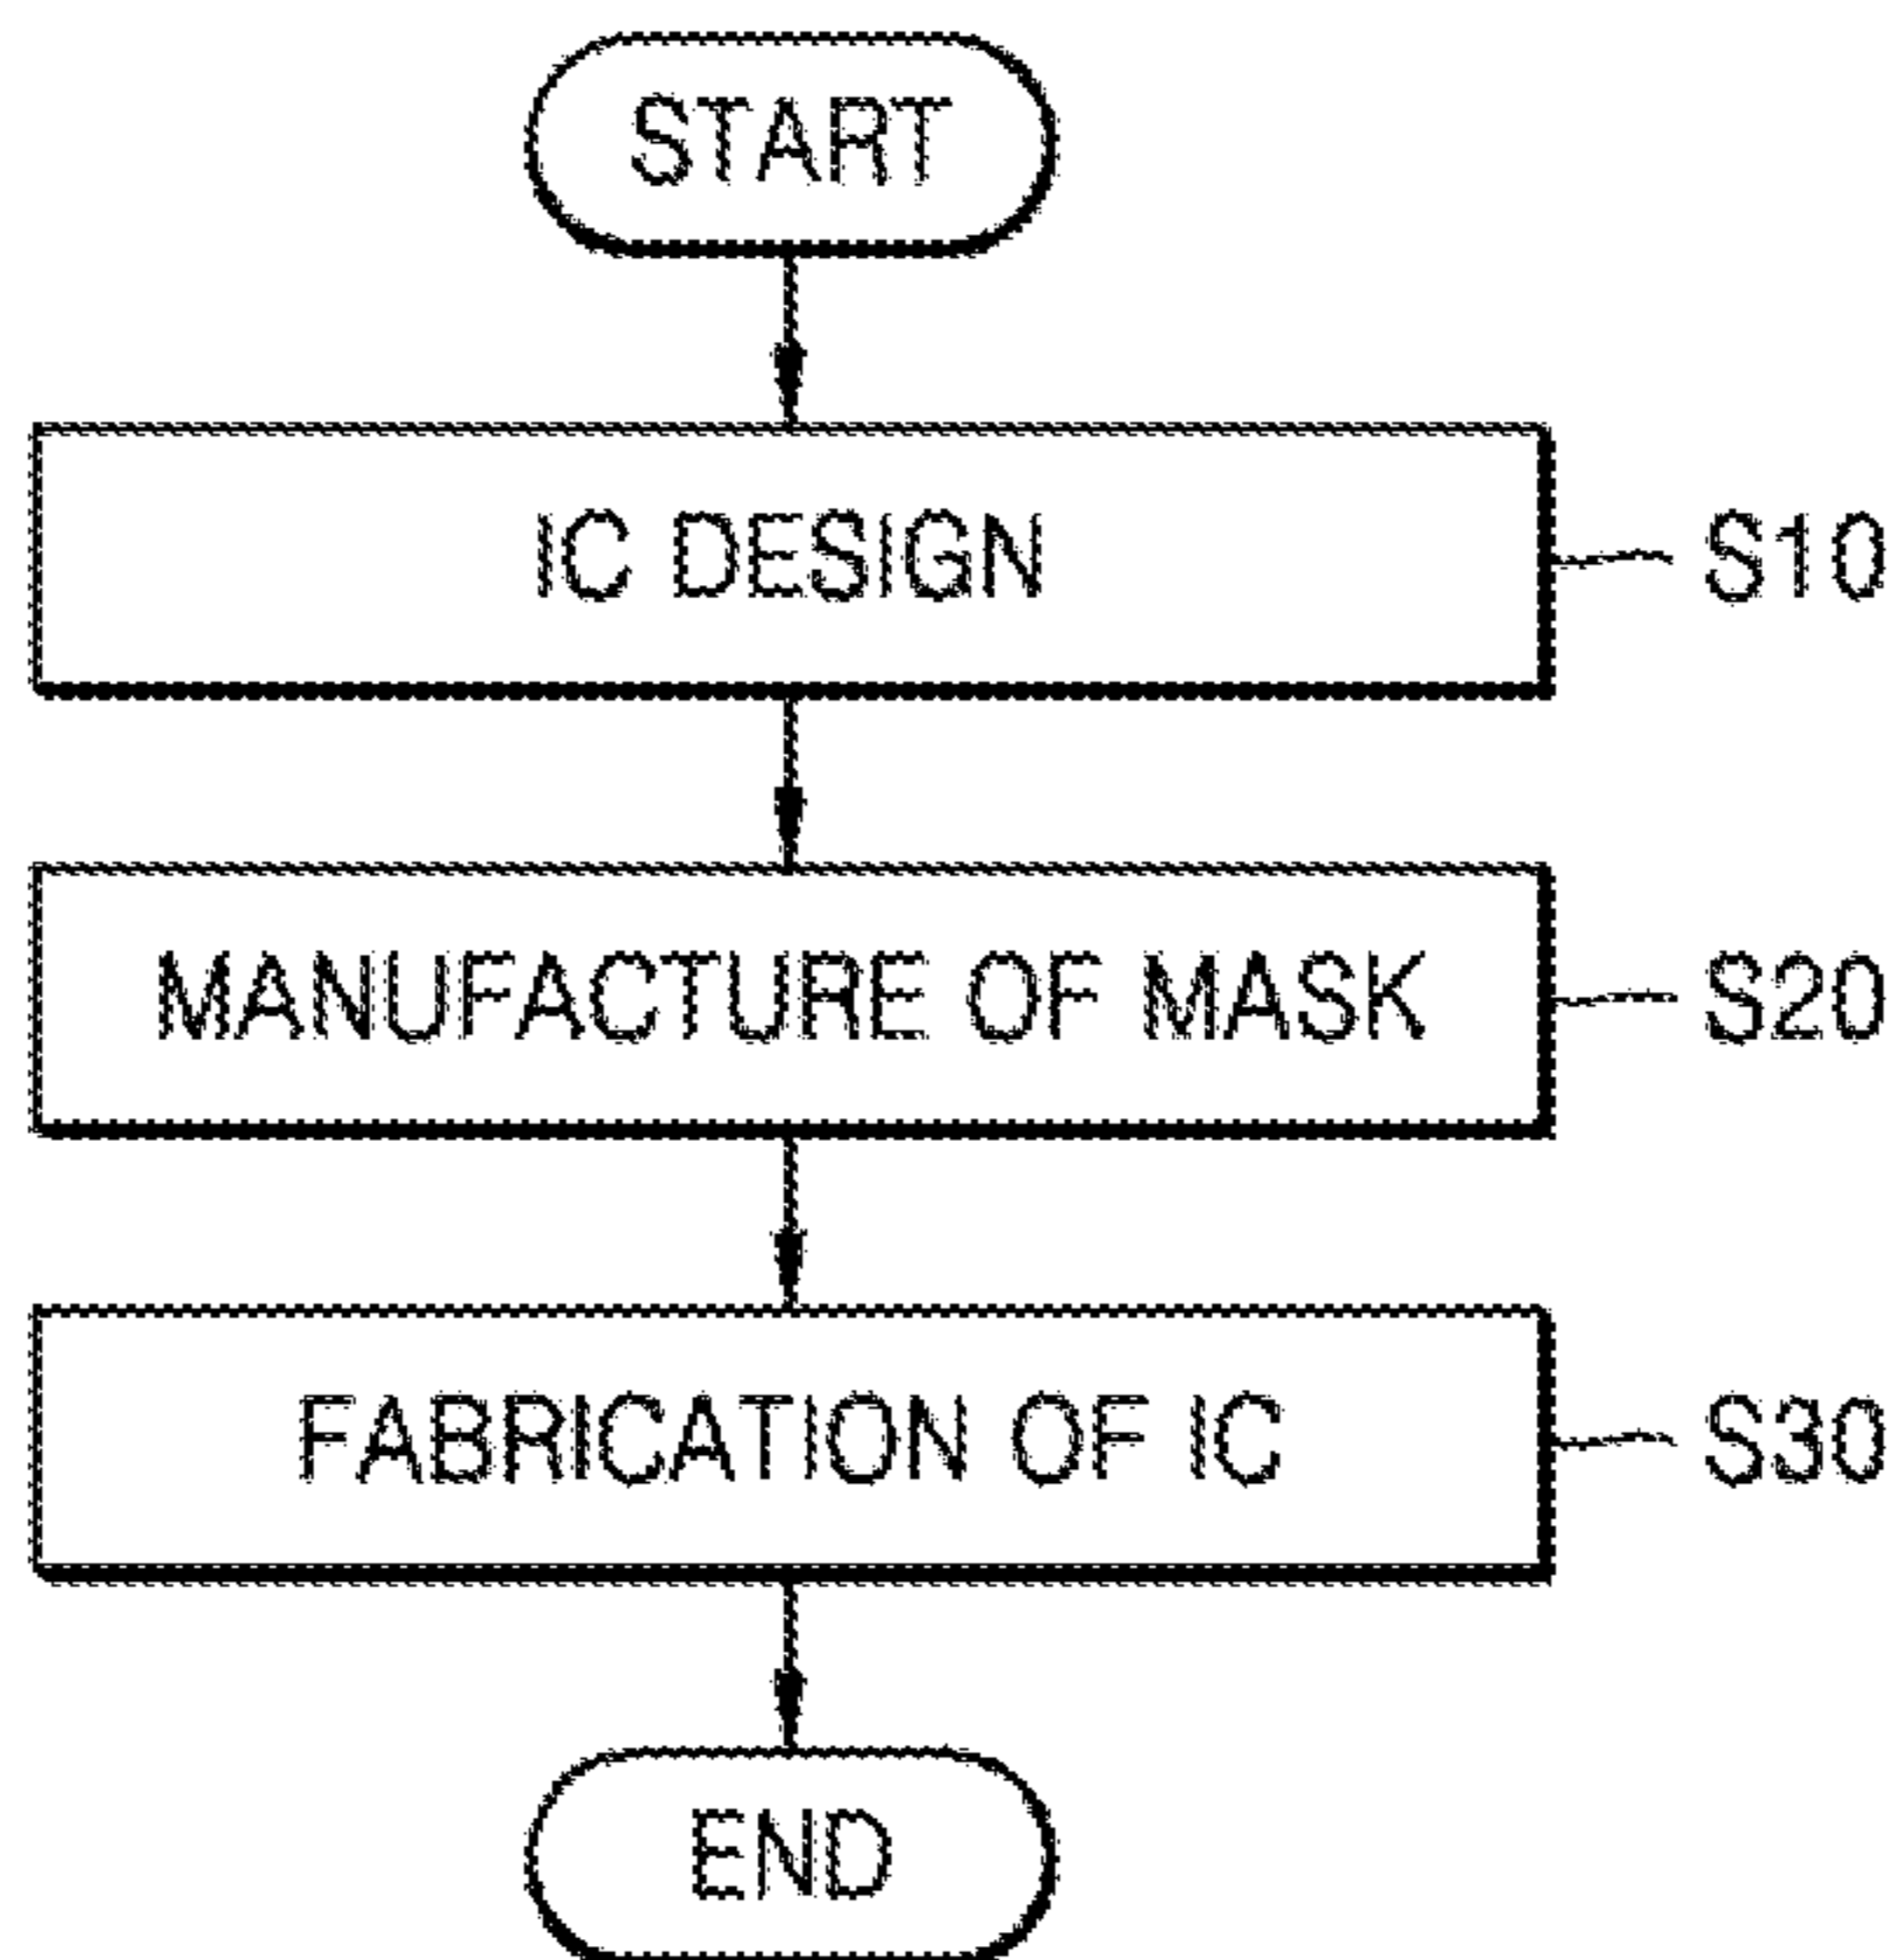 START
IC DESIGN
S10
MANUFACTURE OF MASK
S20
FABRICATION OF IC
S30
END